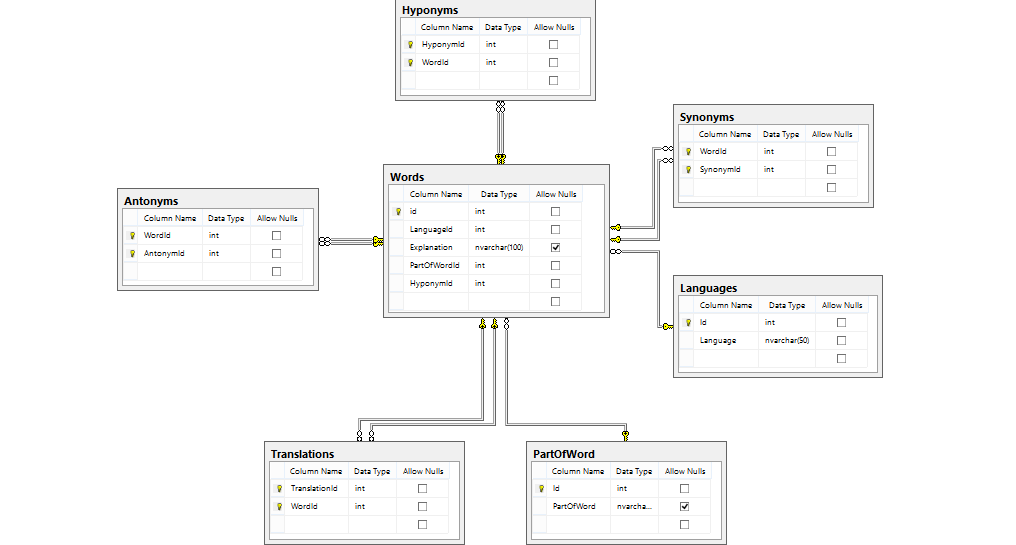 Hyponyms
Column Name Data Type Allow Nulls
HyponymId int
WordId int
Synonyms
Column Name Data Type Allow Nulls
WordId int
SynonymId int
Words
Column Name Data Type Allow Nulls
id int
LanguageId int
Explanation nvarchar(100)
PartOfWordId int
HyponymId int
Antonyms
Column Name Data Type Allow Nulls
WordId int
AntonymId int
Languages
Column Name Data Type Allow Nulls
Id int
Language nvarchar(50)
Translations
Column Name Data Type Allow Nulls
TranslationId int
WordId int
PartOfWord
Column Name Data Type Allow Nulls
Id int
PartOfWord nvarcha...